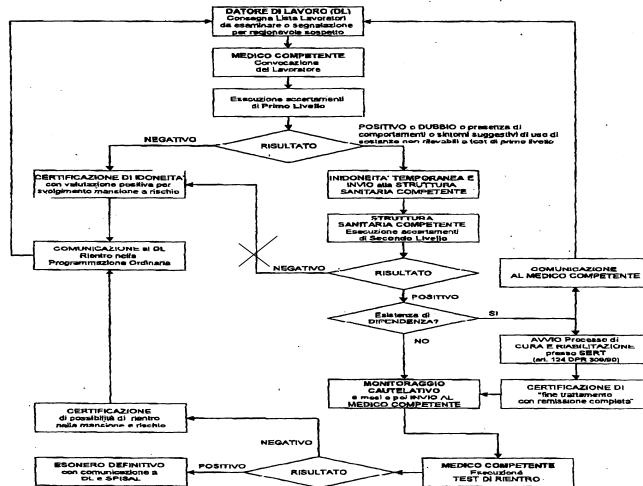 DATORE DI LAVORO (DL)
Consegna Lista Lavoratori
da esaminare o segnalazione
per ragionevole sospetto
MEDICO COMPETENTE
Convocazione
del Lavoratore
Esecuzione accertamenti
di Primo Livello
NEGATIVO
RISULTATO
POSITIVO o DUBBIO o presenza di
comportamenti o sintomi suggestivi di uso di
sostanze non rilevabili a test di primo livello
CERTIFICAZIONE DI IDONEITA'
con valutazione positiva per
svolgimento mansione a rischio
INIDONEITA' TEMPORANEA E
INVIO alla STRUTTURA
SANITARIA COMPETENTE
STRUTTURA
SANITARIA COMPETENTE
Esecuzione accertamenti
di Secondo Livello
COMUNICAZIONE al DL
Rientro nella
Programmazione Ordinaria
NEGATIVO
RISULTATO
COMUNICAZIONE
AL MEDICO COMPETENTE
POSITIVO
Esistenza di
DIPENDENZA?
SI
NO
AVVIO Processo di
CURA E RIABILITAZIONE
presso SERT
(art. 124 DPR 309/90)
MONITORAGGIO
CAUTELATIVO
6 mesi e poi INVIO AL
MEDICO COMPETENTE
CERTIFICAZIONE DI
"fine trattamento
con remissione completa"
CERTIFICAZIONE
di possibilità di rientro
nella mansione a rischio
NEGATIVO
ESONERO DEFINITIVO
con comunicazione a
DL e SPISAL
POSITIVO
RISULTATO
MEDICO COMPETENTE
Esecuzione
TEST DI RIENTRO